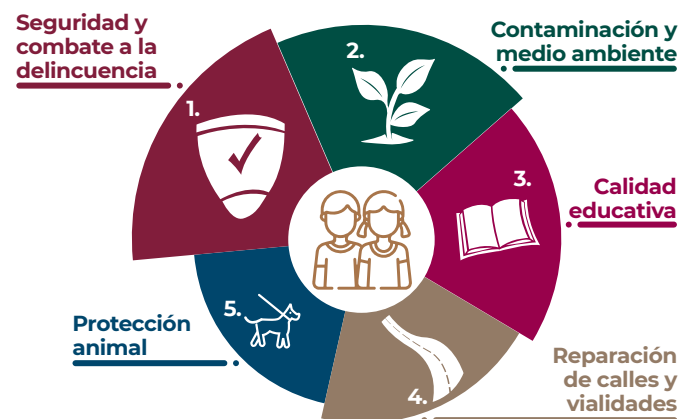 Seguridad y
combate a la
delincuencia
1.
2.
Contaminación y
medio ambiente
3.
Calidad
educativa
4.
Reparación
de calles y
vialidades
5.
Protección
animal